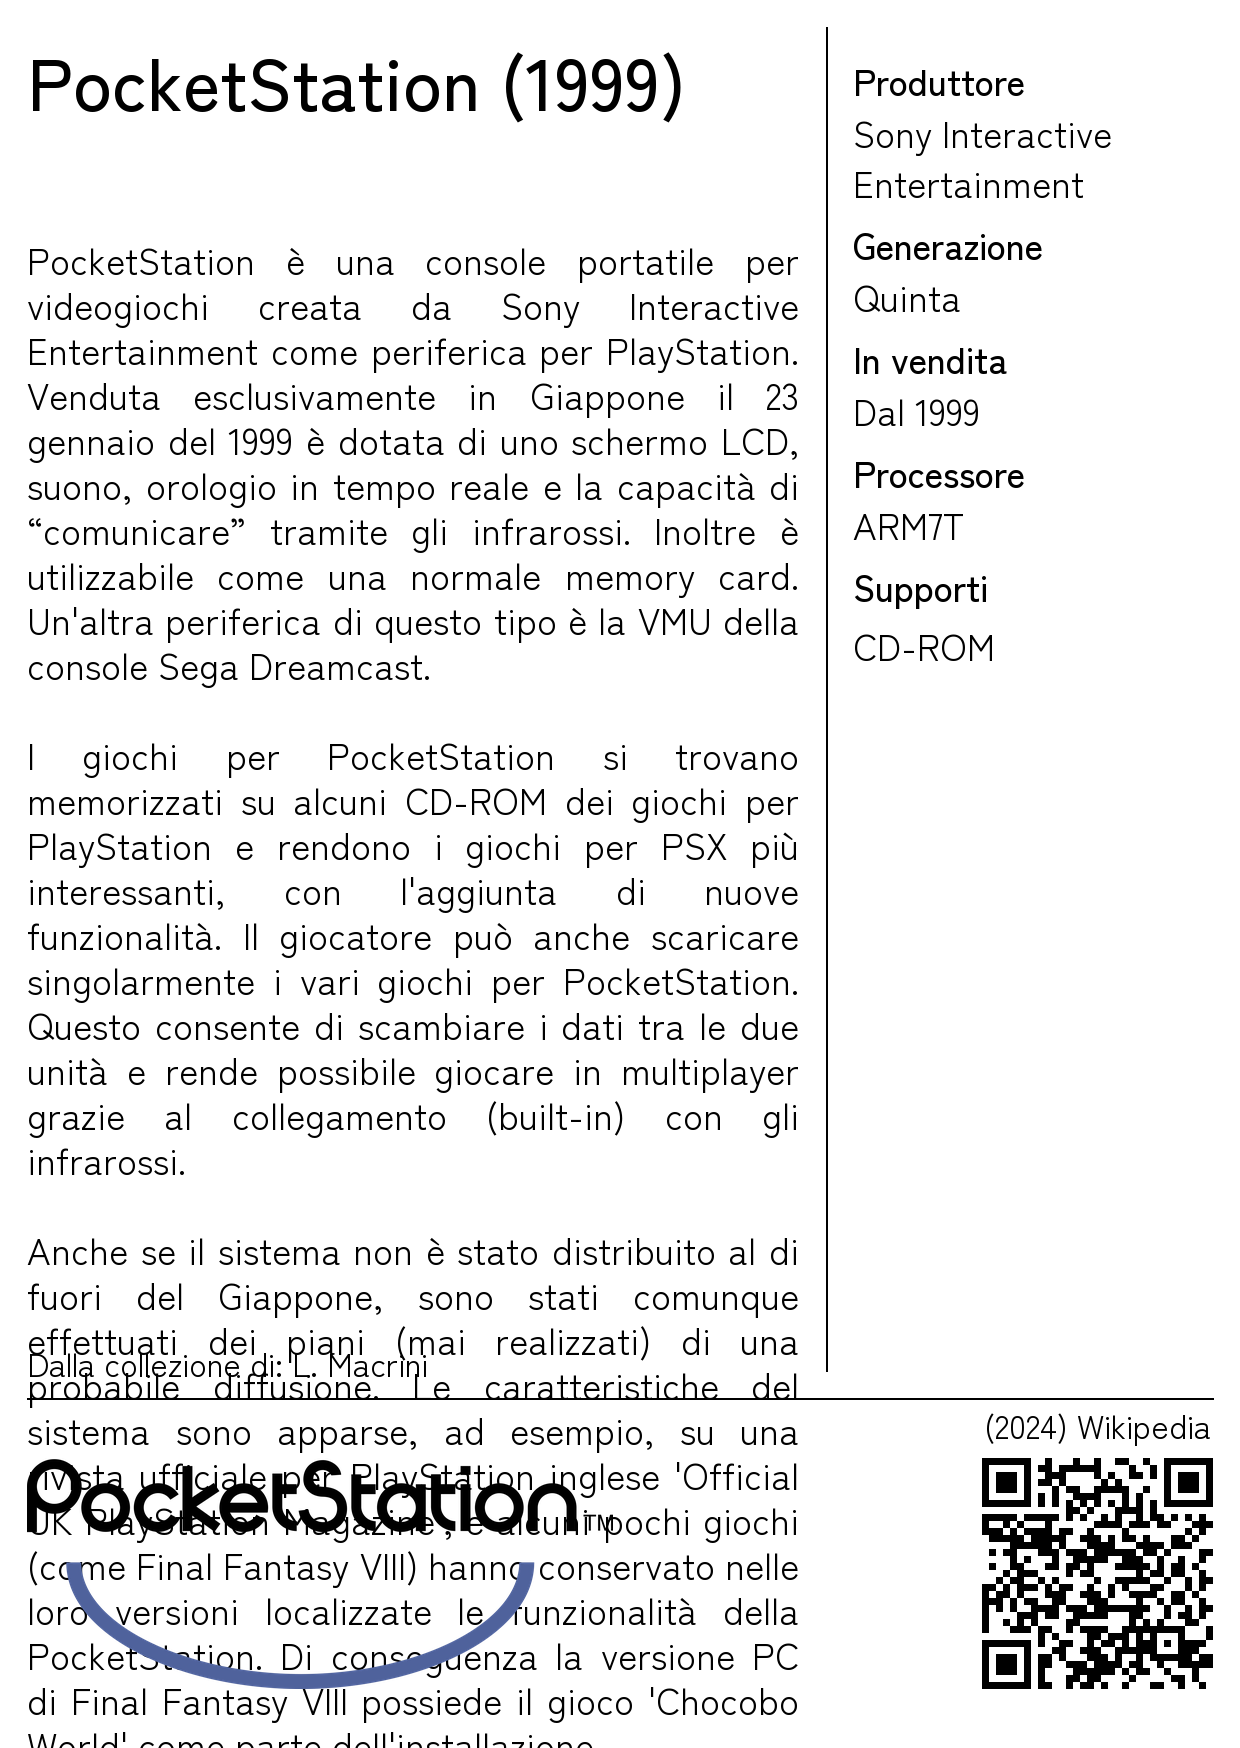 PocketStation (1999)
PocketStation è una console portatile per
videogiochi creata da Sony Interactive
Entertainment come periferica per PlayStation.
Venduta esclusivamente in Giappone il 23
gennaio del 1999 è dotata di uno schermo LCD,
suono, orologio in tempo reale e la capacità di
“comunicare” tramite gli infrarossi. Inoltre è
utilizzabile come una normale memory card.
Un'altra periferica di questo tipo è la VMU della
console Sega Dreamcast.
I giochi per PocketStation si trovano
memorizzati su alcuni CD-ROM dei giochi per
PlayStation e rendono i giochi per PSX più
interessanti, con l'aggiunta di nuove
funzionalità. Il giocatore può anche scaricare
singolarmente i vari giochi per PocketStation.
Questo consente di scambiare i dati tra le due
unità e rende possibile giocare in multiplayer
grazie al collegamento (built-in) con gli
infrarossi.
Anche se il sistema non è stato distribuito al di
fuori del Giappone, sono stati comunque
effettuati dei piani (mai realizzati) di una
probabile diffusione. Le caratteristiche del
sistema sono apparse, ad esempio, su una
rivista ufficiale per PlayStation inglese 'Official
UK PlayStation Magazine', e alcuni pochi giochi
(come Final Fantasy VIII) hanno conservato nelle
loro versioni localizzate le funzionalità della
PocketStation. Di conseguenza la versione PC
di Final Fantasy VIII possiede il gioco 'Chocobo
World' come parte dell'installazione.
Produttore
Sony Interactive
Entertainment
Generazione
Quinta
In vendita
Dal 1999
Processore
ARM7T
Supporti
CD-ROM
Dalla collezione di: L. Macrini
(2024) Wikipedia
PocketStation™